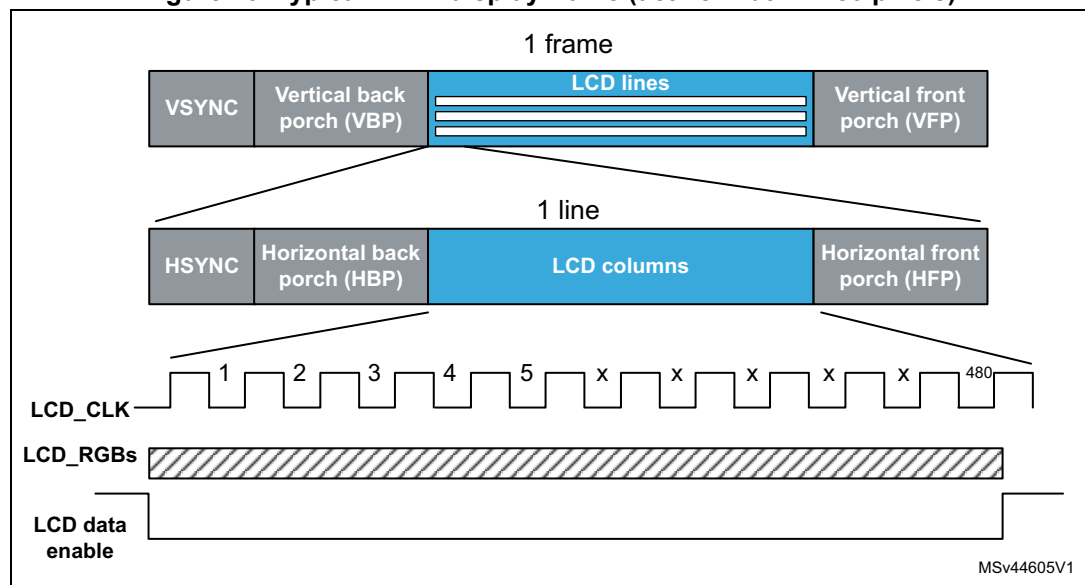 1 frame
VSYNC
Vertical back
porch (VBP)
LCD lines
Vertical front
porch (VFP)
1 line
HSYNC
Horizontal back
porch (HBP)
LCD columns
Horizontal front
porch (HFP)
1 2 3 4 5 x x x x x 480
LCD_CLK
LCD_RGBs
LCD data
enable
MSv44605V1